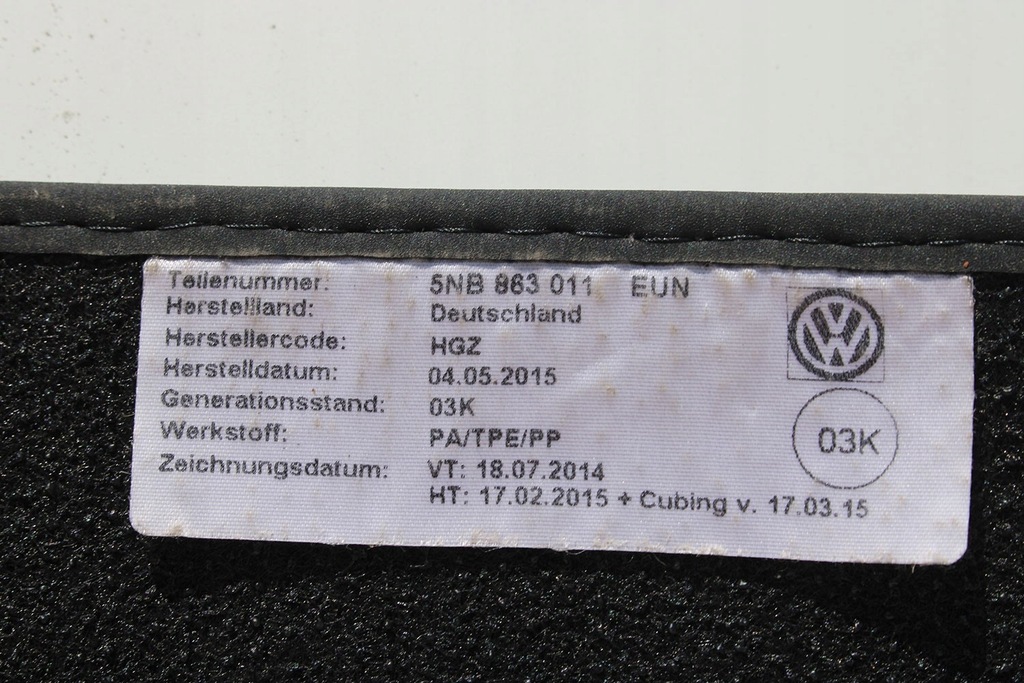 Teilenummer: 5NB 863 011 EUN
Herstellland: Deutschland
Herstellercode: HGZ
Herstelldatum: 04.05.2015
Generationsstand: 03K
Werkstoff: PA/TPE/PP
Zeichnungsdatum: VT: 18.07.2014
HT: 17.02.2015 + Cubing v. 17.03.15
VW
03K